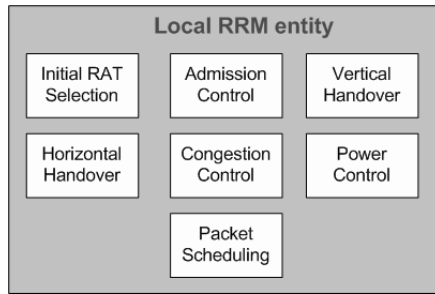 Local RRM entity
Initial RAT
Selection
Admission
Control
Vertical
Handover
Horizontal
Handover
Congestion
Control
Power
Control
Packet
Scheduling